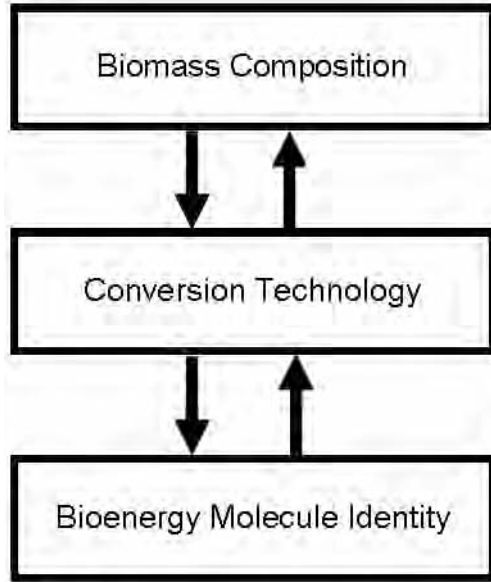 Biomass Composition
Conversion Technology
Bioenergy Molecule Identity